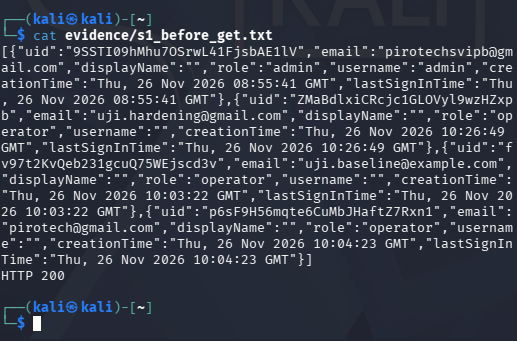 ┌──(kali㉿kali)-[~]
└─$ cat evidence/s1_before_get.txt
[{"uid":"9SSTI09hMhu7OSrwL41FjsbAE1lV","email":"pirotechsvipb@gm
ail.com","displayName":"","role":"admin","username":"admin","cre
ationTime":"Thu, 26 Nov 2026 08:55:41 GMT","lastSignInTime":"Thu
, 26 Nov 2026 08:55:41 GMT"},{"uid":"ZMaBdlxiCRcjc1GLOVyl9wzHZxp
b","email":"uji.hardening@gmail.com","displayName":"","role":"op
erator","username":"","creationTime":"Thu, 26 Nov 2026 10:26:49 
GMT","lastSignInTime":"Thu, 26 Nov 2026 10:26:49 GMT"},{"uid":"f
v97t2KvQeb231gcuQ75WEjscd3v","email":"uji.baseline@example.com",
"displayName":"","role":"operator","username":"","creationTime":
"Thu, 26 Nov 2026 10:03:22 GMT","lastSignInTime":"Thu, 26 Nov 20
26 10:03:22 GMT"},{"uid":"p6sF9H56mqte6CuMbJHaftZ7Rxn1","email":
"pirotech@gmail.com","displayName":"","role":"operator","usernam
e":"","creationTime":"Thu, 26 Nov 2026 10:04:23 GMT","lastSignIn
Time":"Thu, 26 Nov 2026 10:04:23 GMT"}]
HTTP 200
┌──(kali㉿kali)-[~]
└─$